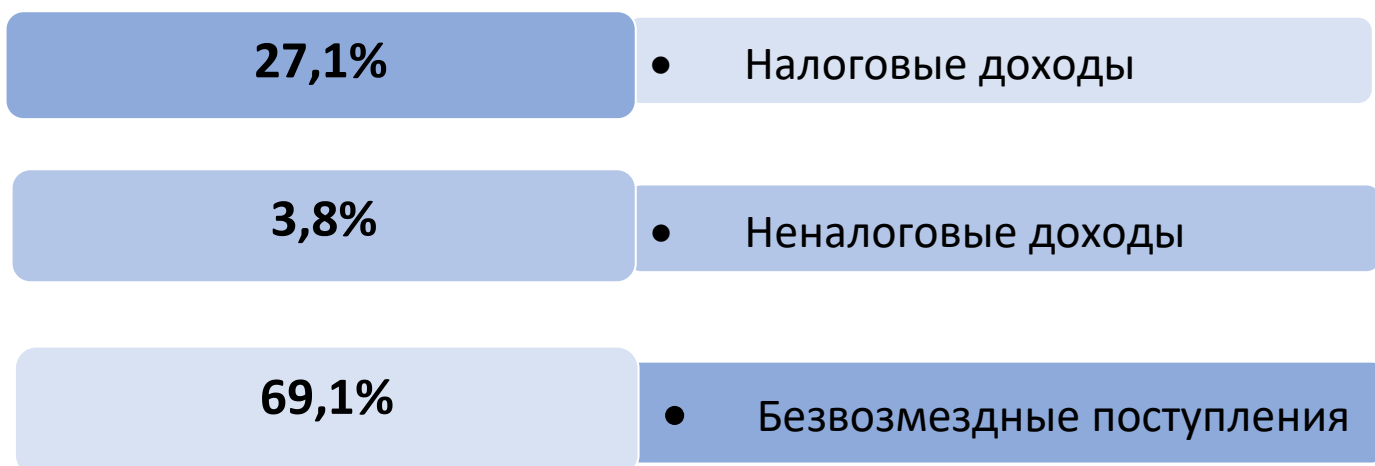 27,1%
• Налоговые доходы
3,8%
• Неналоговые доходы
69,1%
• Безвозмездные поступления